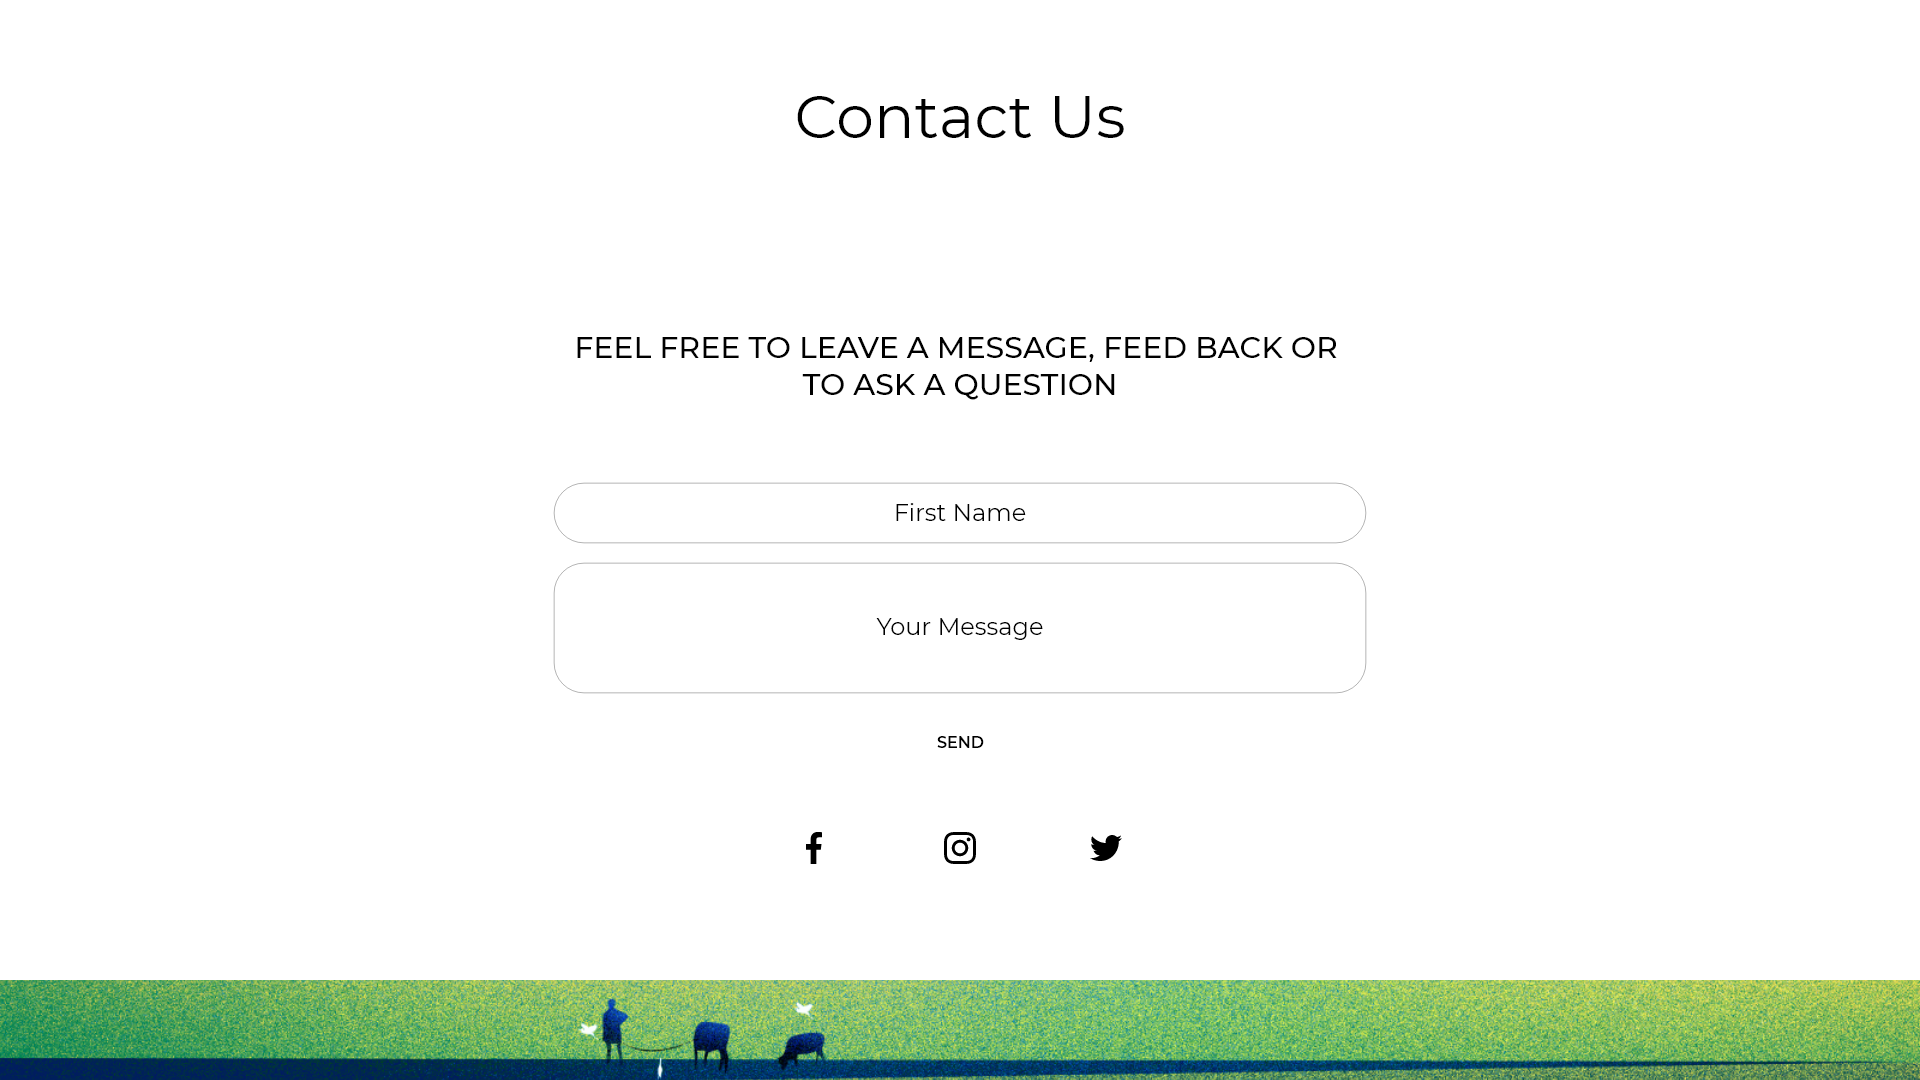 Contact Us
FEEL FREE TO LEAVE A MESSAGE, FEED BACK OR
TO ASK A QUESTION
First Name
Your Message
SEND